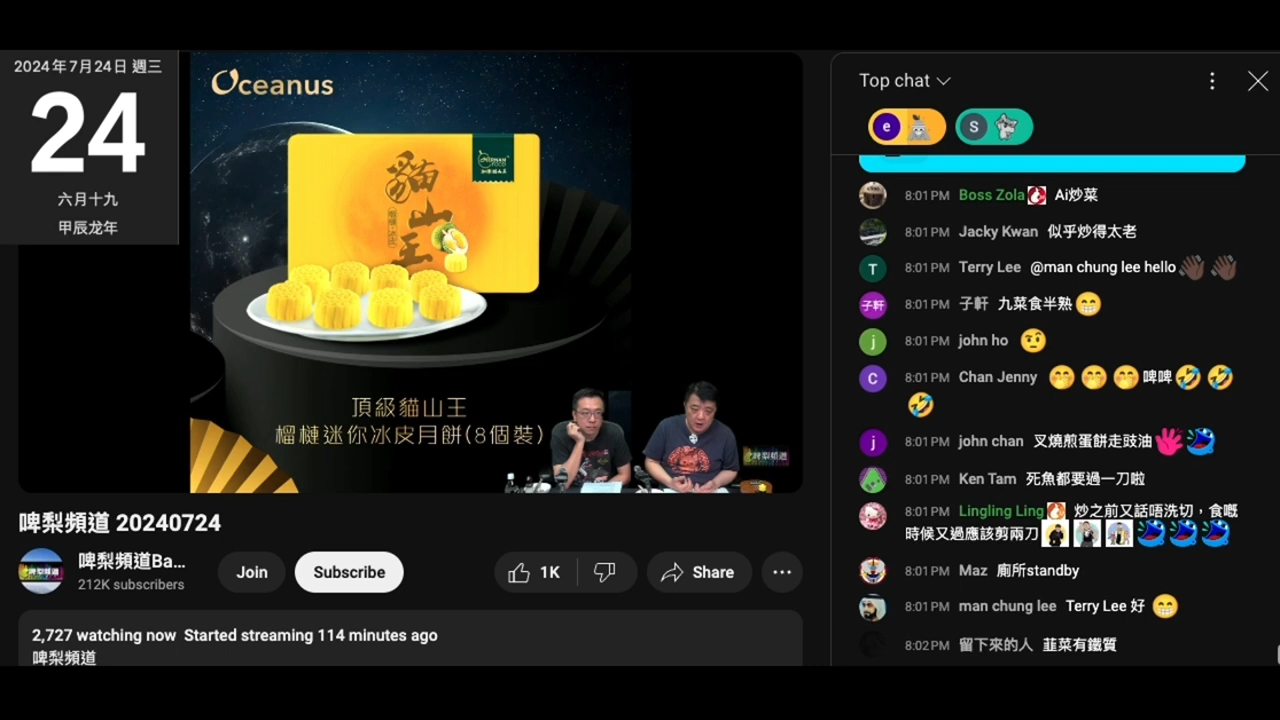 2024年7月24日 週三
24
六月十九
甲辰龙年
Oceanus
貓山王
頂級貓山王
榴槤迷你冰皮月餅(8個裝)
啤梨頻道
啤梨頻道 20240724
啤梨頻道Ba...
212K subscribers
Join
Subscribe
1K
Share
2,727 watching now Started streaming 114 minutes ago
啤梨頻道
Top chat
e
S
8:01 PM Boss Zola Ai炒菜
8:01 PM Jacky Kwan 似乎炒得太老
T 8:01 PM Terry Lee @man chung lee hello
子軒 8:01 PM 子軒 九菜食半熟
j 8:01 PM john ho
C 8:01 PM Chan Jenny 啤啤
j 8:01 PM john chan 叉燒煎蛋餅走豉油
8:01 PM Ken Tam 死魚都要過一刀啦
8:01 PM Lingling Ling 炒之前又話唔洗切，食嘅
時候又過應該剪兩刀
8:01 PM Maz 廁所standby
8:01 PM man chung lee Terry Lee 好
8:02 PM 留下來的人 韮菜有鐵質